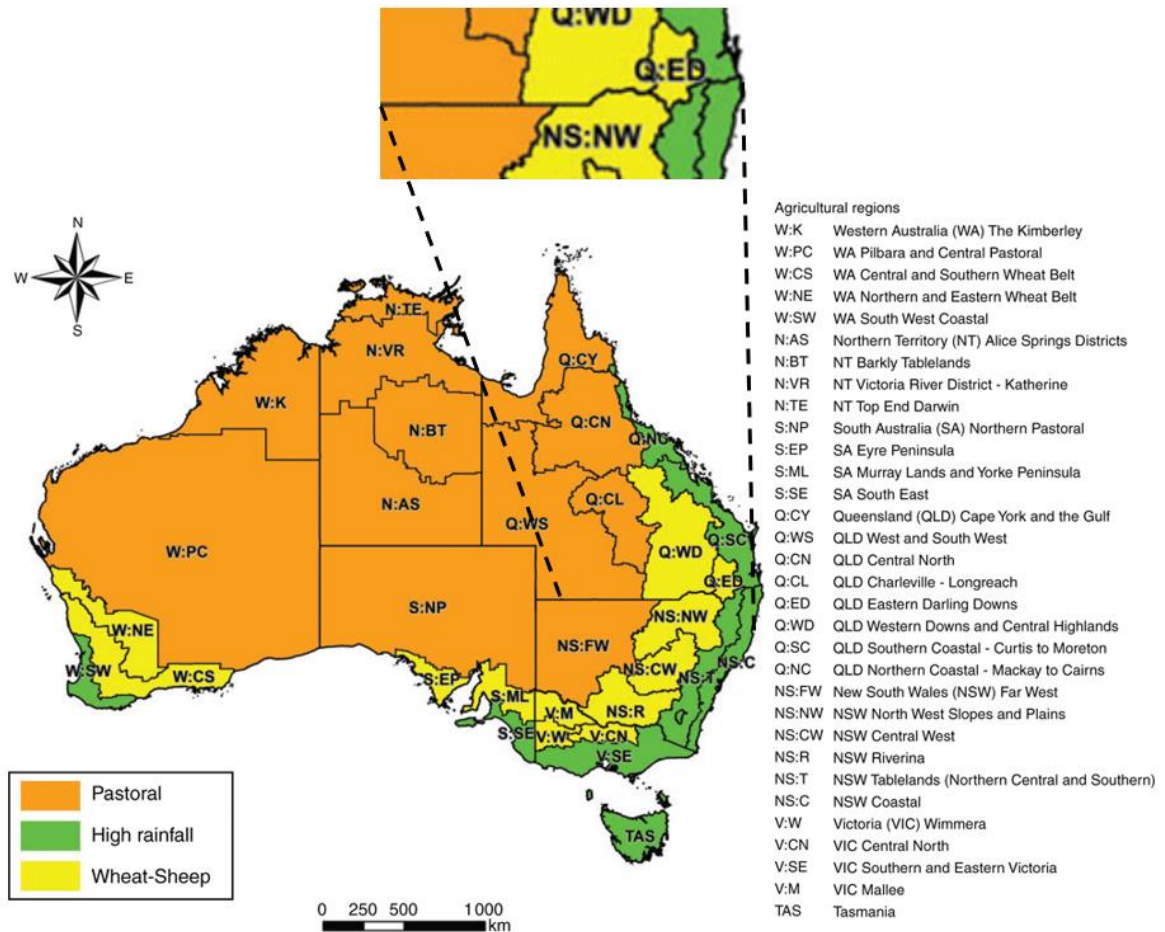 Q:WD
Q:ED
NS:NW
N
W E
S
Agricultural regions
W:K Western Australia (WA) The Kimberley
W:PC WA Pilbara and Central Pastoral
W:CS WA Central and Southern Wheat Belt
W:NE WA Northern and Eastern Wheat Belt
W:SW WA South West Coastal
N:AS Northern Territory (NT) Alice Springs Districts
N:BT NT Barkly Tablelands
N:VR NT Victoria River District - Katherine
N:TE NT Top End Darwin
S:NP South Australia (SA) Northern Pastoral
S:EP SA Eyre Peninsula
S:ML SA Murray Lands and Yorke Peninsula
S:SE SA South East
Q:CY Queensland (QLD) Cape York and the Gulf
Q:WS QLD West and South West
Q:CN QLD Central North
Q:CL QLD Charleville - Longreach
Q:ED QLD Eastern Darling Downs
Q:WD QLD Western Downs and Central Highlands
Q:SC QLD Southern Coastal - Curtis to Moreton
Q:NC QLD Northern Coastal - Mackay to Cairns
NS:FW New South Wales (NSW) Far West
NS:NW NSW North West Slopes and Plains
NS:CW NSW Central West
NS:R NSW Riverina
NS:T NSW Tablelands (Northern Central and Southern)
NS:C NSW Coastal
V:W Victoria (VIC) Wimmera
V:CN VIC Central North
V:SE VIC Southern and Eastern Victoria
V:M VIC Mallee
TAS Tasmania
N:TE
N:VR
Q:CY
W:K
N:BT
Q:CN
Q:NC
N:AS
Q:CL
Q:WS
W:PC
Q:SC
Q:WD
Q:ED
S:NP
NS:NW
W:NE
NS:FW
NS:C
W:SW
NS:CW
W:CS
S:EP
NS:T
S:ML
V:M
NS:R
S:SE
V:W
V:CN
V:SE
TAS
Pastoral
High rainfall
Wheat-Sheep
0 250 500 1 000
km